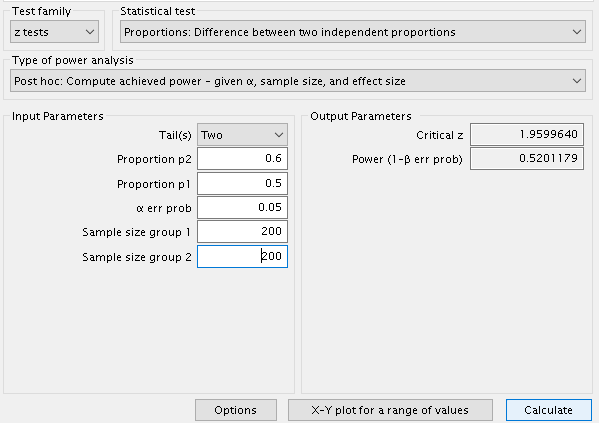 Test family Statistical test
z tests Proportions: Difference between two independent proportions
Type of power analysis
Post hoc: Compute achieved power – given α, sample size, and effect size
Input Parameters Output Parameters
Tail(s) Two Critical z 1.9599640
Proportion p2 0.6 Power (1-β err prob) 0.5201179
Proportion p1 0.5
α err prob 0.05
Sample size group 1 200
Sample size group 2 200
Options X-Y plot for a range of values Calculate